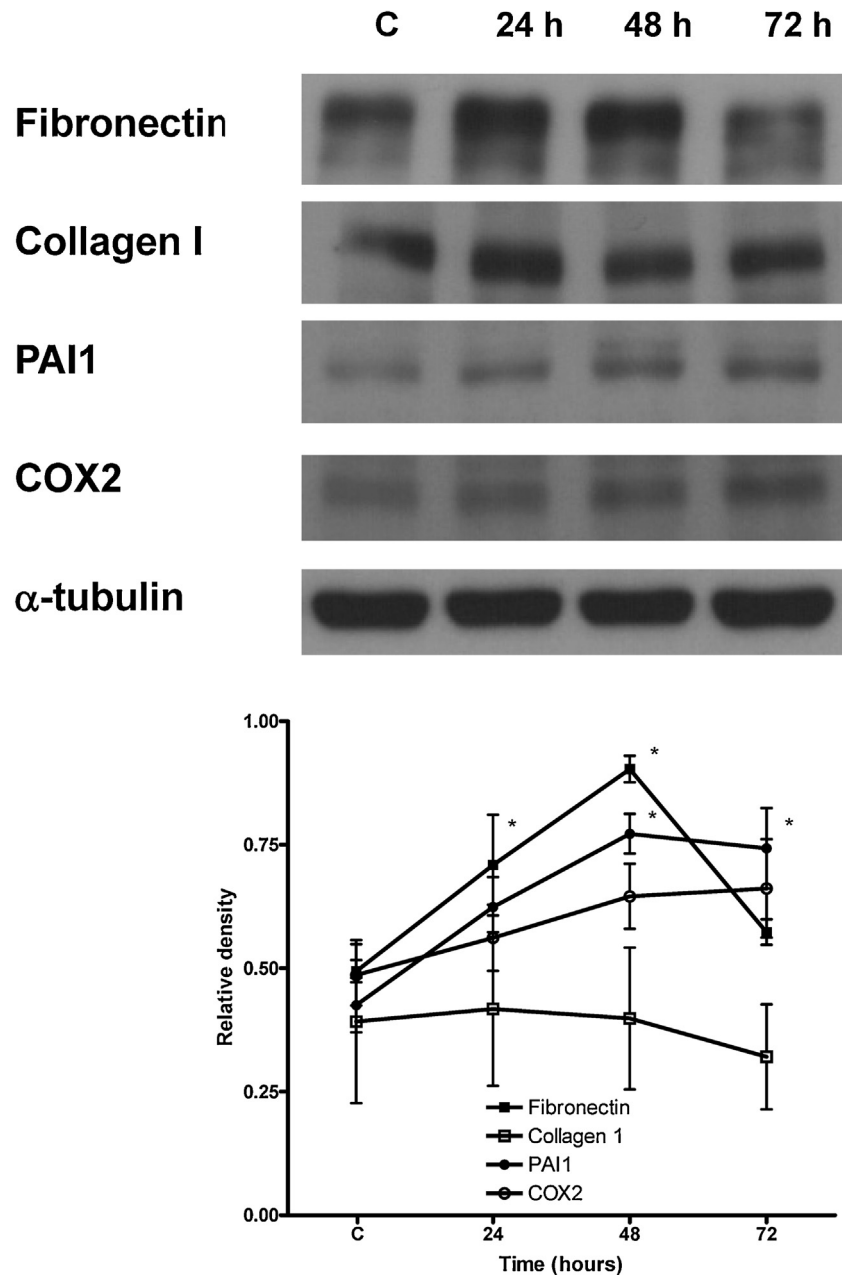 C 24 h 48 h 72 h
Fibronectin
Collagen I
PAI1
COX2
α-tubulin
1.00
0.75
0.50
0.25
0.00
Relative density
*
*
*
*
Fibronectin
Collagen 1
PAI1
COX2
C 24 48 72
Time (hours)